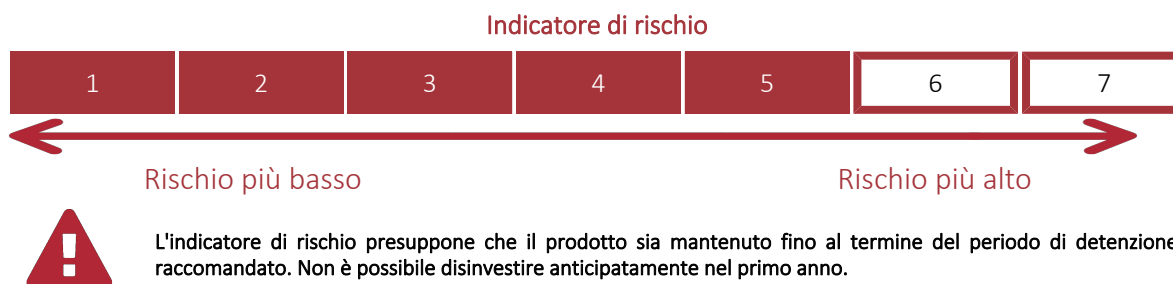 Indicatore di rischio
1 2 3 4 5 6 7
Rischio più basso Rischio più alto
L'indicatore di rischio presuppone che il prodotto sia mantenuto fino al termine del periodo di detenzione
raccomandato. Non è possibile disinvestire anticipatamente nel primo anno.